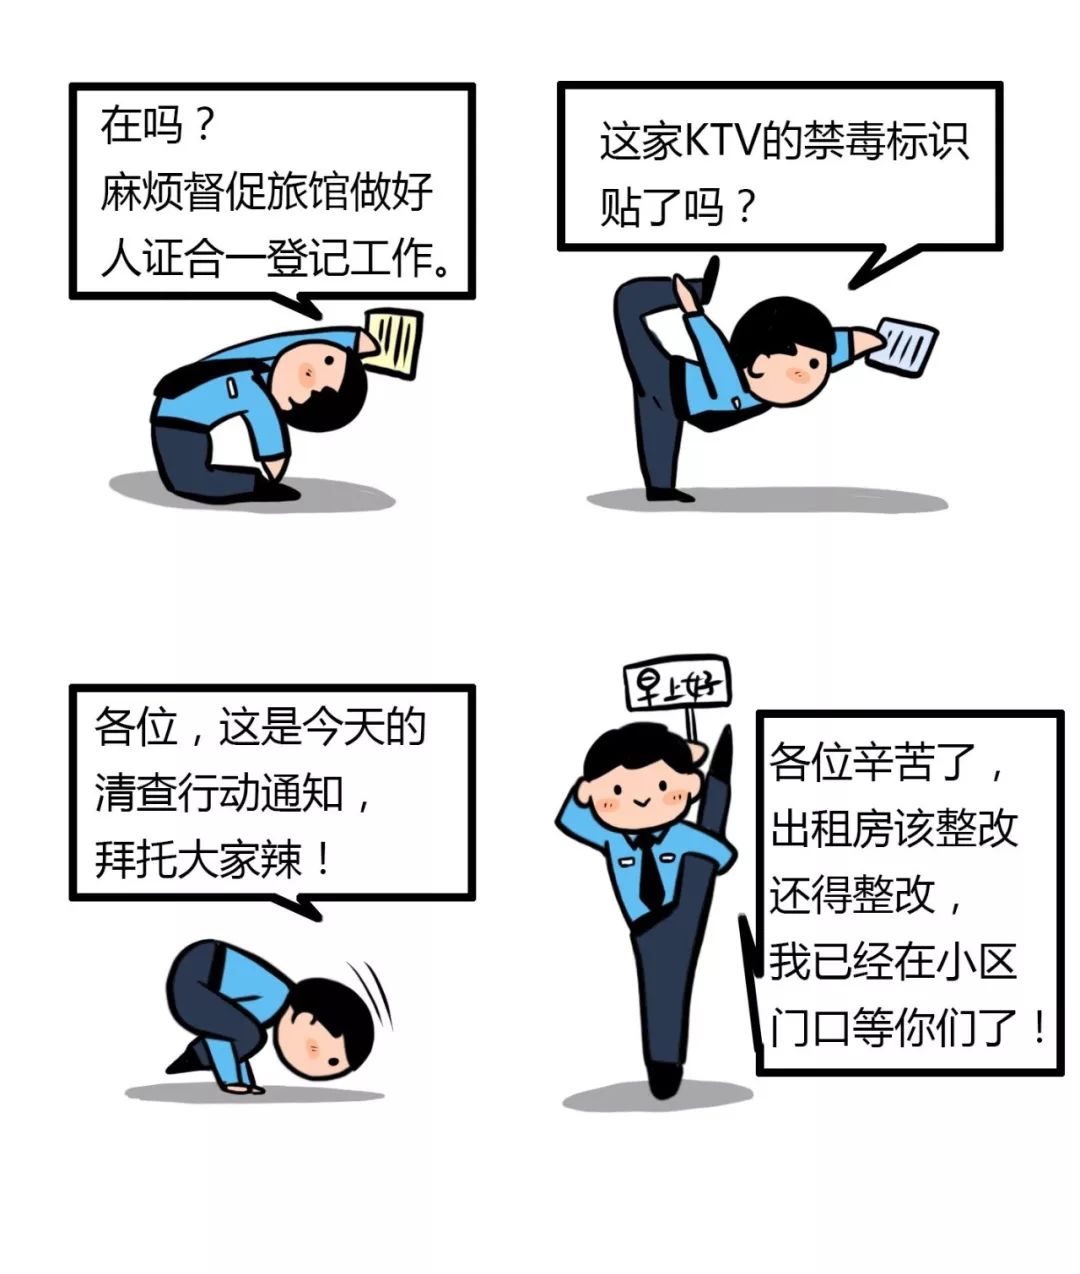 在吗？
麻烦督促旅馆做好
人证合一登记工作。
这家KTV的禁毒标识
贴了吗？
各位，这是今天的
清查行动通知，
拜托大家辣！
早上好
各位辛苦了，
出租房该整改
还得整改，
我已经在小区
门口等你们了！